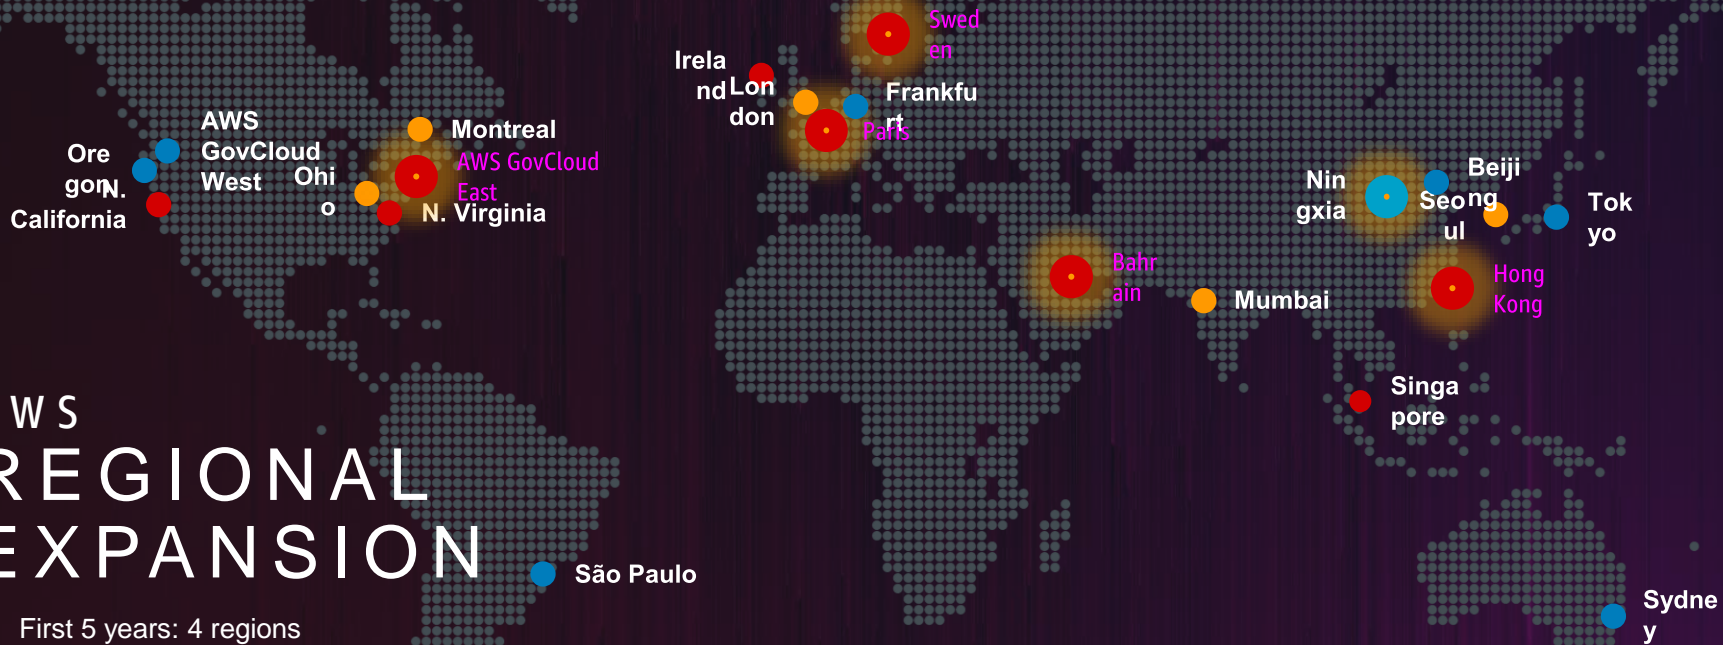 Swed
en
Irela
nd
Lon
don
Frankfu
rt
Paris
AWS
GovCloud
West
Ore
gon
N.
California
Ohi
o
Montreal
AWS GovCloud
East
N. Virginia
Nin
gxia
Beiji
ng
Seo
ul
Tok
yo
Bahr
ain
Mumbai
Hong
Kong
Singa
pore
WS
REGIONAL
EXPANSION
São Paulo
First 5 years: 4 regions
Sydne
y